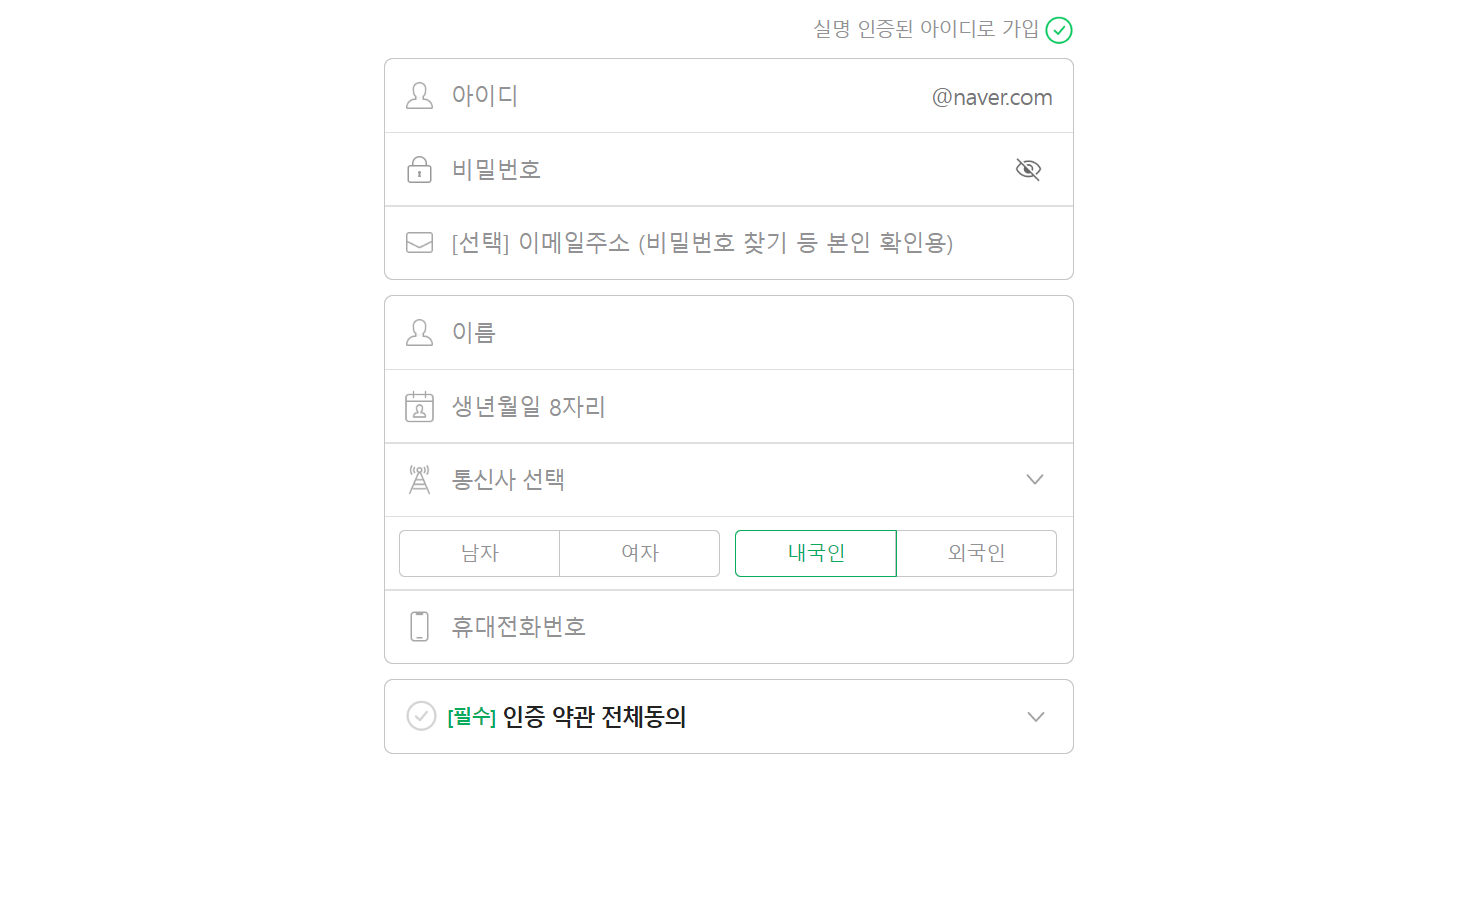 실명 인증된 아이디로 가입
아이디 @naver.com
비밀번호
[선택] 이메일주소 (비밀번호 찾기 등 본인 확인용)
이름
생년월일 8자리
통신사 선택
남자 여자 내국인 외국인
휴대전화번호
[필수] 인증 약관 전체동의